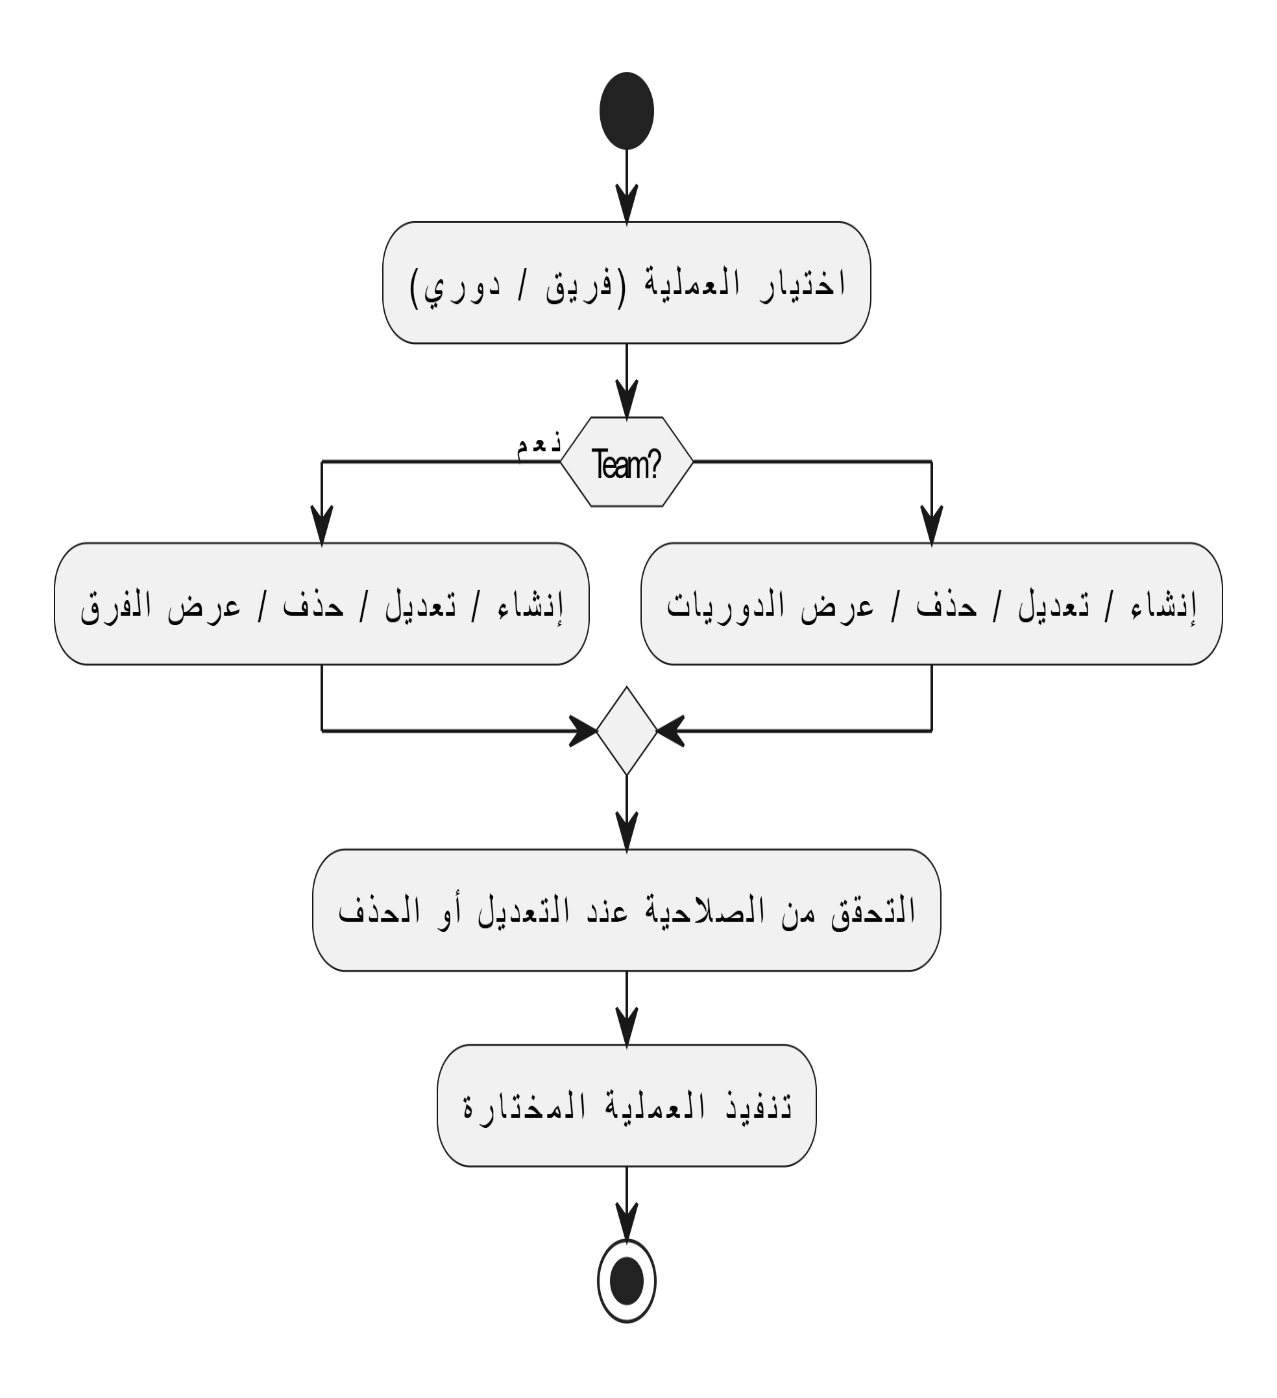 اختيار العملية (فريق / دوري)
نعم
Team?
إنشاء / تعديل / حذف / عرض الفرق
إنشاء / تعديل / حذف / عرض الدوريات
التحقق من الصلاحية عند التعديل أو الحذف
تنفيذ العملية المختارة